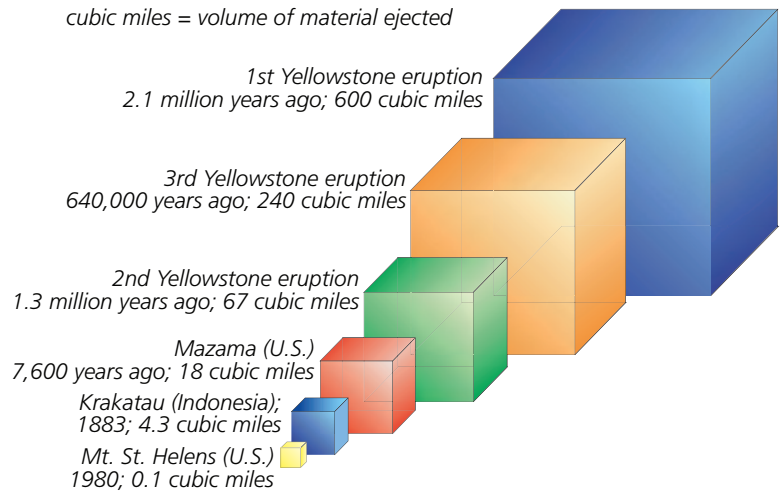 cubic miles = volume of material ejected
1st Yellowstone eruption
2.1 million years ago; 600 cubic miles
3rd Yellowstone eruption
640,000 years ago; 240 cubic miles
2nd Yellowstone eruption
1.3 million years ago; 67 cubic miles
Mazama (U.S.)
7,600 years ago; 18 cubic miles
Krakatau (Indonesia);
1883; 4.3 cubic miles
Mt. St. Helens (U.S.)
1980; 0.1 cubic miles